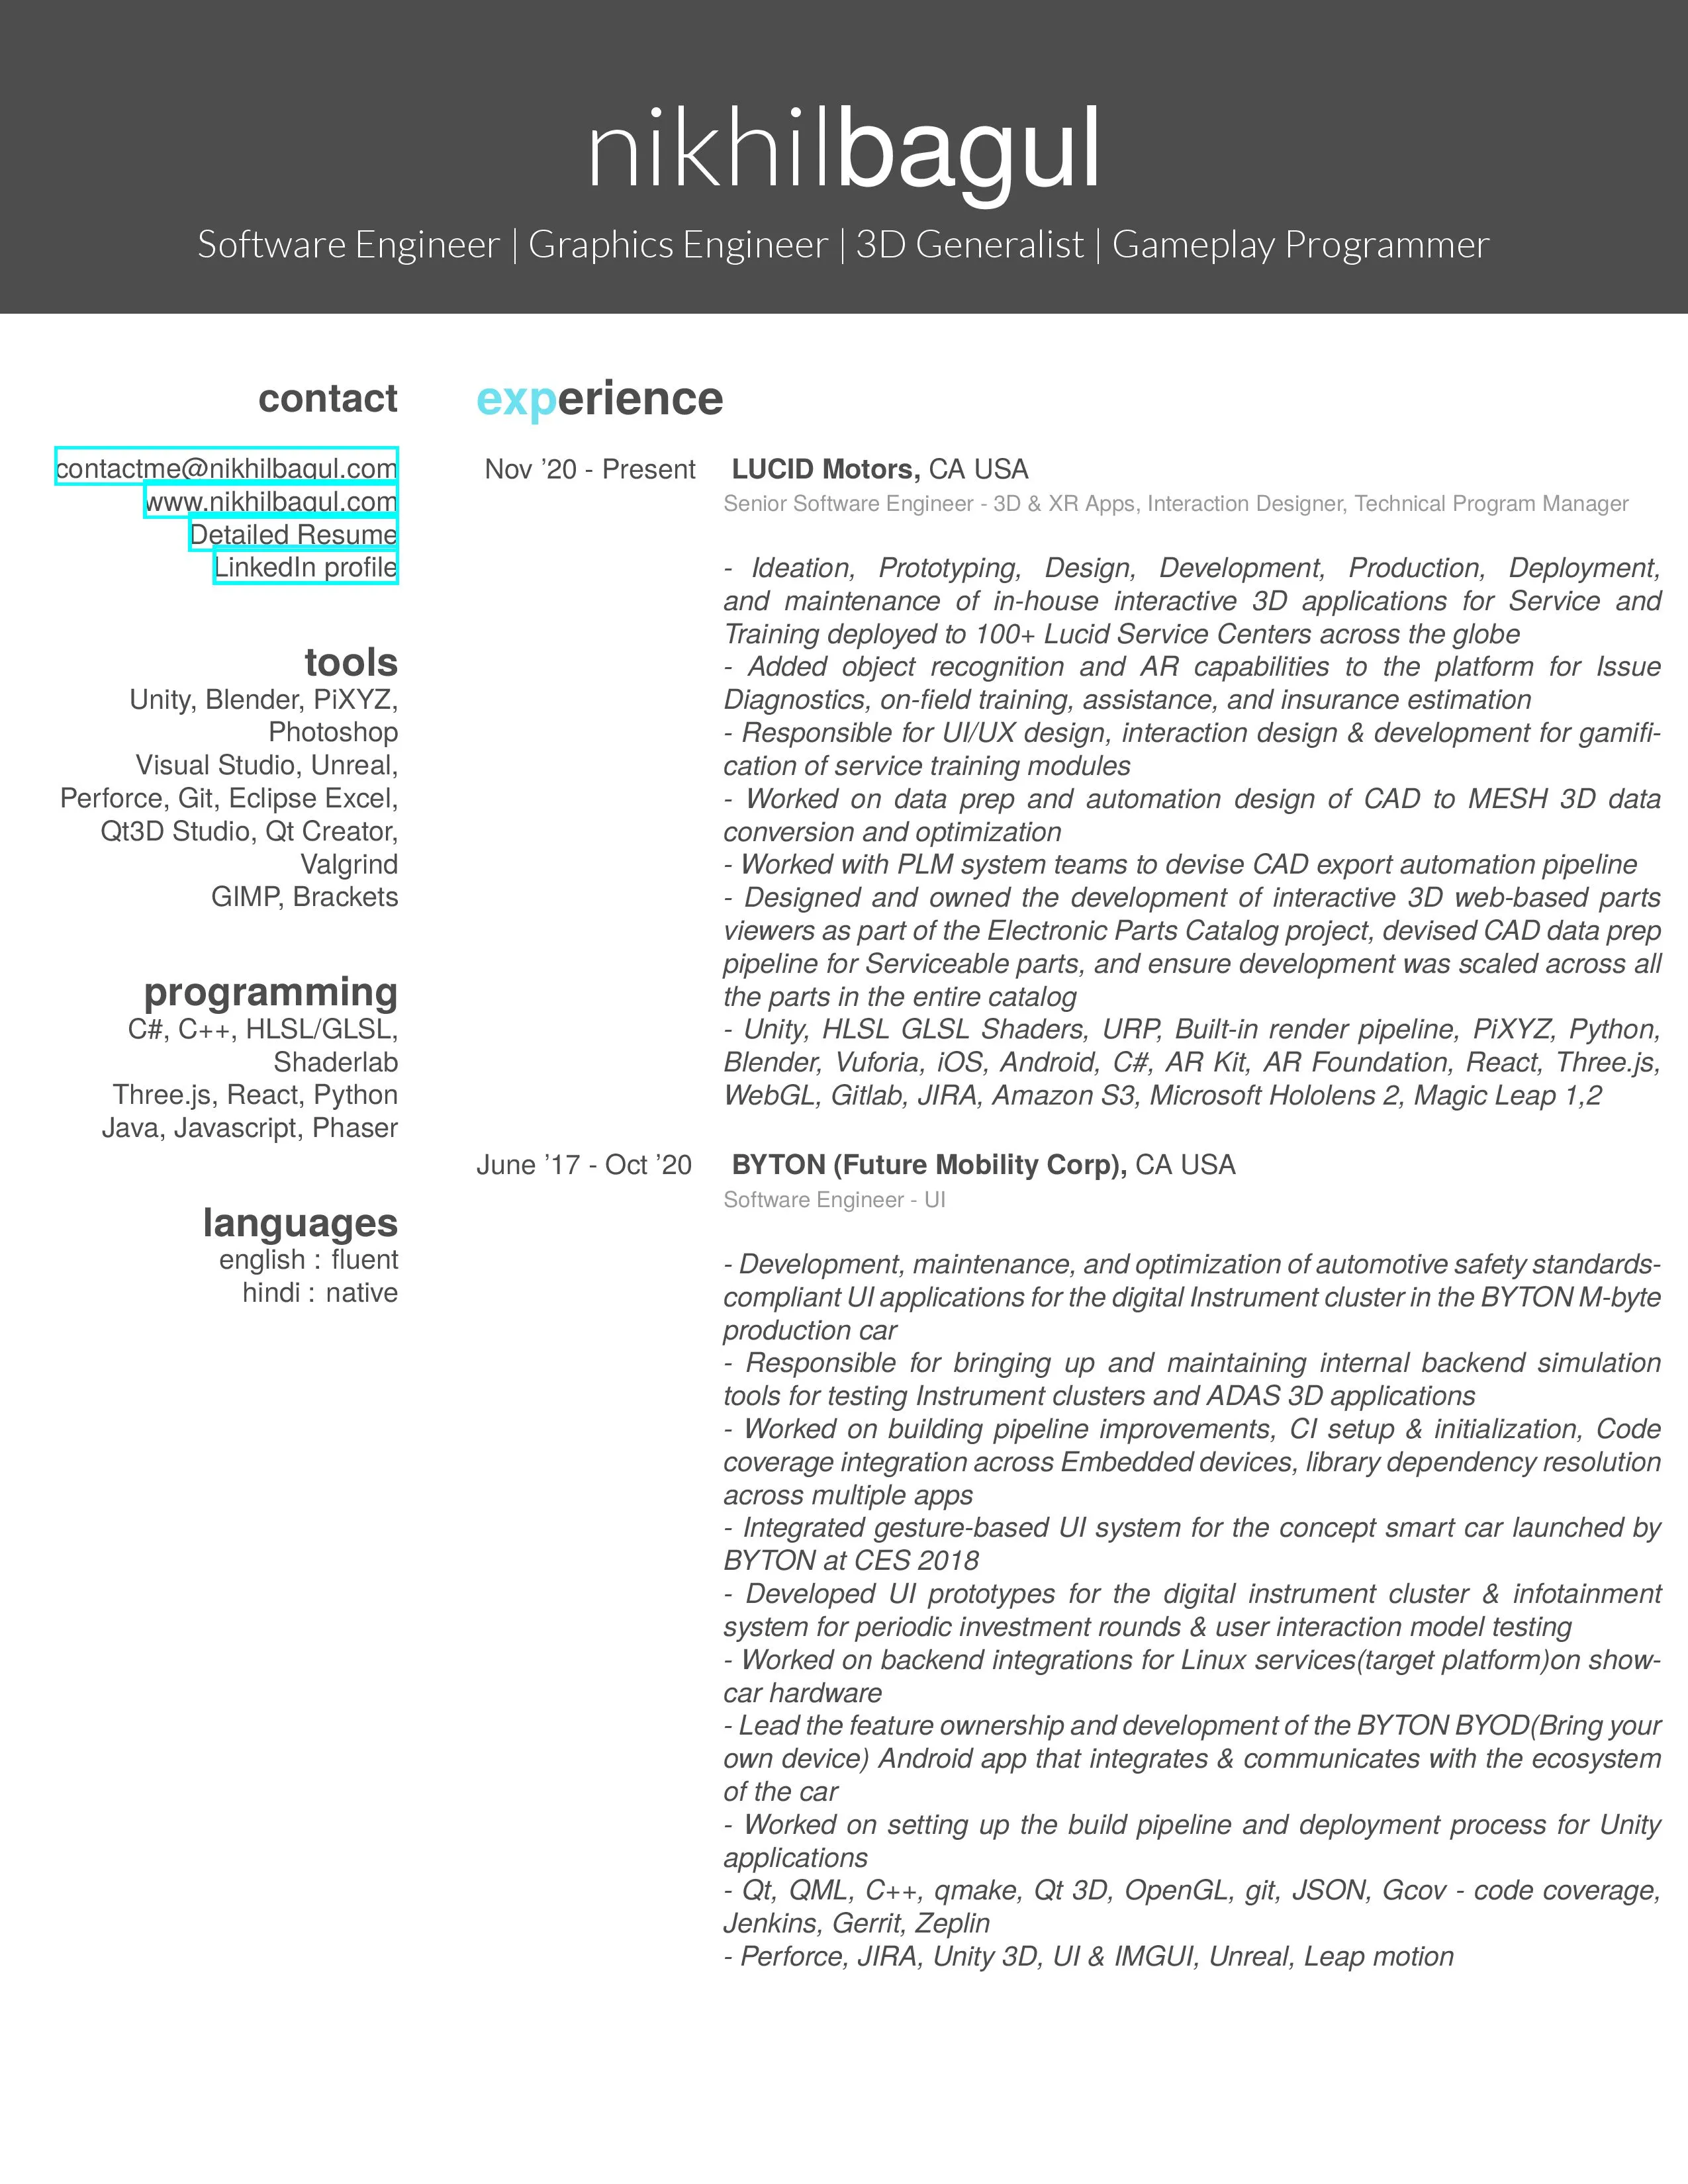 nikhilbagul
Software Engineer | Graphics Engineer | 3D Generalist | Gameplay Programmer
contact
contactme@nikhilbagul.com
www.nikhilbagul.com
Detailed Resume
LinkedIn profile
tools
Unity, Blender, PiXYZ,
Photoshop
Visual Studio, Unreal,
Perforce, Git, Eclipse Excel,
Qt3D Studio, Qt Creator,
Valgrind
GIMP, Brackets
programming
C#, C++, HLSL/GLSL,
Shaderlab
Three.js, React, Python
Java, Javascript, Phaser
languages
english : fluent
hindi : native
experience
Nov ’20 - Present LUCID Motors, CA USA
Senior Software Engineer - 3D & XR Apps, Interaction Designer, Technical Program Manager
- Ideation, Prototyping, Design, Development, Production, Deployment,
and maintenance of in-house interactive 3D applications for Service and
Training deployed to 100+ Lucid Service Centers across the globe
- Added object recognition and AR capabilities to the platform for Issue
Diagnostics, on-field training, assistance, and insurance estimation
- Responsible for UI/UX design, interaction design & development for gamifi-
cation of service training modules
- Worked on data prep and automation design of CAD to MESH 3D data
conversion and optimization
- Worked with PLM system teams to devise CAD export automation pipeline
- Designed and owned the development of interactive 3D web-based parts
viewers as part of the Electronic Parts Catalog project, devised CAD data prep
pipeline for Serviceable parts, and ensure development was scaled across all
the parts in the entire catalog
- Unity, HLSL GLSL Shaders, URP, Built-in render pipeline, PiXYZ, Python,
Blender, Vuforia, iOS, Android, C#, AR Kit, AR Foundation, React, Three.js,
WebGL, Gitlab, JIRA, Amazon S3, Microsoft Hololens 2, Magic Leap 1,2
June ’17 - Oct ’20 BYTON (Future Mobility Corp), CA USA
Software Engineer - UI
- Development, maintenance, and optimization of automotive safety standards-
compliant UI applications for the digital Instrument cluster in the BYTON M-byte
production car
- Responsible for bringing up and maintaining internal backend simulation
tools for testing Instrument clusters and ADAS 3D applications
- Worked on building pipeline improvements, CI setup & initialization, Code
coverage integration across Embedded devices, library dependency resolution
across multiple apps
- Integrated gesture-based UI system for the concept smart car launched by
BYTON at CES 2018
- Developed UI prototypes for the digital instrument cluster & infotainment
system for periodic investment rounds & user interaction model testing
- Worked on backend integrations for Linux services(target platform)on show-
car hardware
- Lead the feature ownership and development of the BYTON BYOD(Bring your
own device) Android app that integrates & communicates with the ecosystem
of the car
- Worked on setting up the build pipeline and deployment process for Unity
applications
- Qt, QML, C++, qmake, Qt 3D, OpenGL, git, JSON, Gcov - code coverage,
Jenkins, Gerrit, Zeplin
- Perforce, JIRA, Unity 3D, UI & IMGUI, Unreal, Leap motion